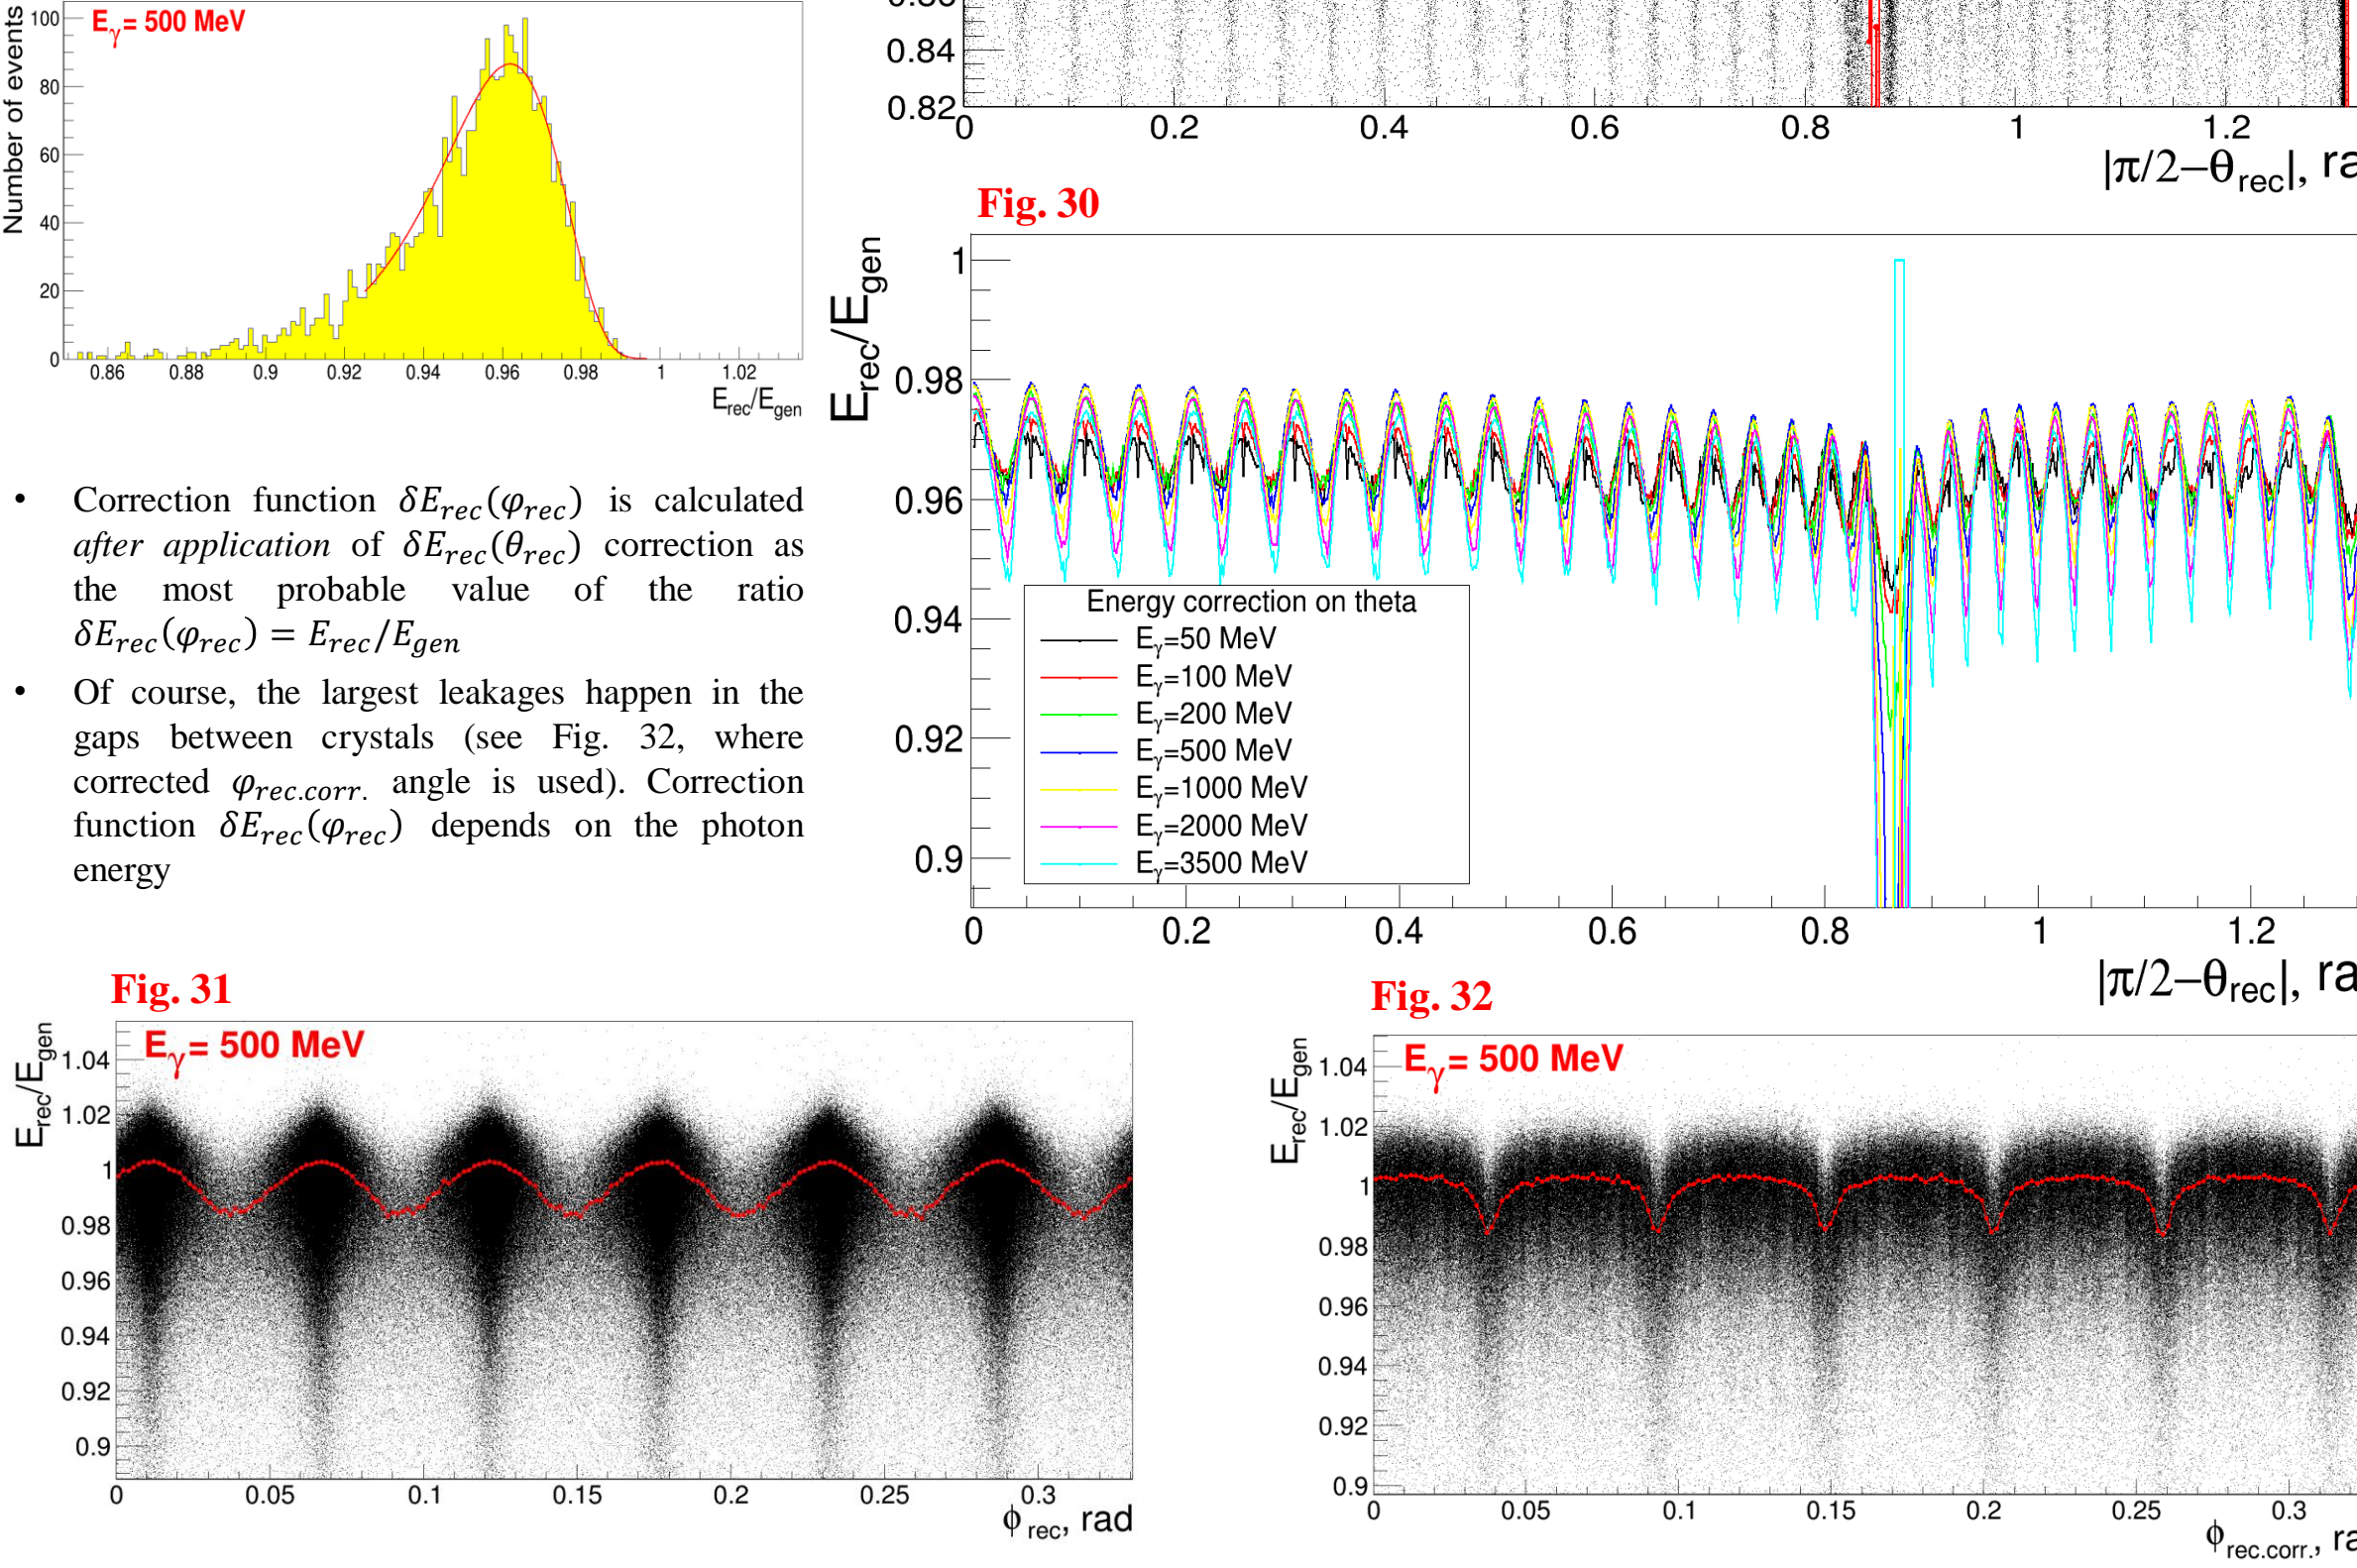 Number of events
Eγ= 500 MeV
100
80
60
40
20
0
0.86 0.88 0.9 0.92 0.94 0.96 0.98 1 1.02
Erec/Egen
0.84
0.82
0 0.2 0.4 0.6 0.8 1 1.2
|π/2–θrec|,
Fig. 30
Erec/Egen
1
0.98
0.96
0.94
0.92
0.9
Energy correction on theta
Eγ=50 MeV
Eγ=100 MeV
Eγ=200 MeV
Eγ=500 MeV
Eγ=1000 MeV
Eγ=2000 MeV
Eγ=3500 MeV
0 0.2 0.4 0.6 0.8 1 1.2
|π/2–θrec|,
• Correction function δErec(φrec) is calculated
after application of δErec(θrec) correction as
the most probable value of the ratio
δErec(φrec) = Erec/Egen
• Of course, the largest leakages happen in the
gaps between crystals (see Fig. 32, where
corrected φrec.corr. angle is used). Correction
function δErec(φrec) depends on the photon
energy
Fig. 31
Erec/Egen
Eγ= 500 MeV
1.04
1.02
1
0.98
0.96
0.94
0.92
0.9
0 0.05 0.1 0.15 0.2 0.25 0.3
ϕrec, rad
Fig. 32
Erec/Egen
Eγ= 500 MeV
1.04
1.02
1
0.98
0.96
0.94
0.92
0.9
0 0.05 0.1 0.15 0.2 0.25 0.3
ϕrec.corr.,